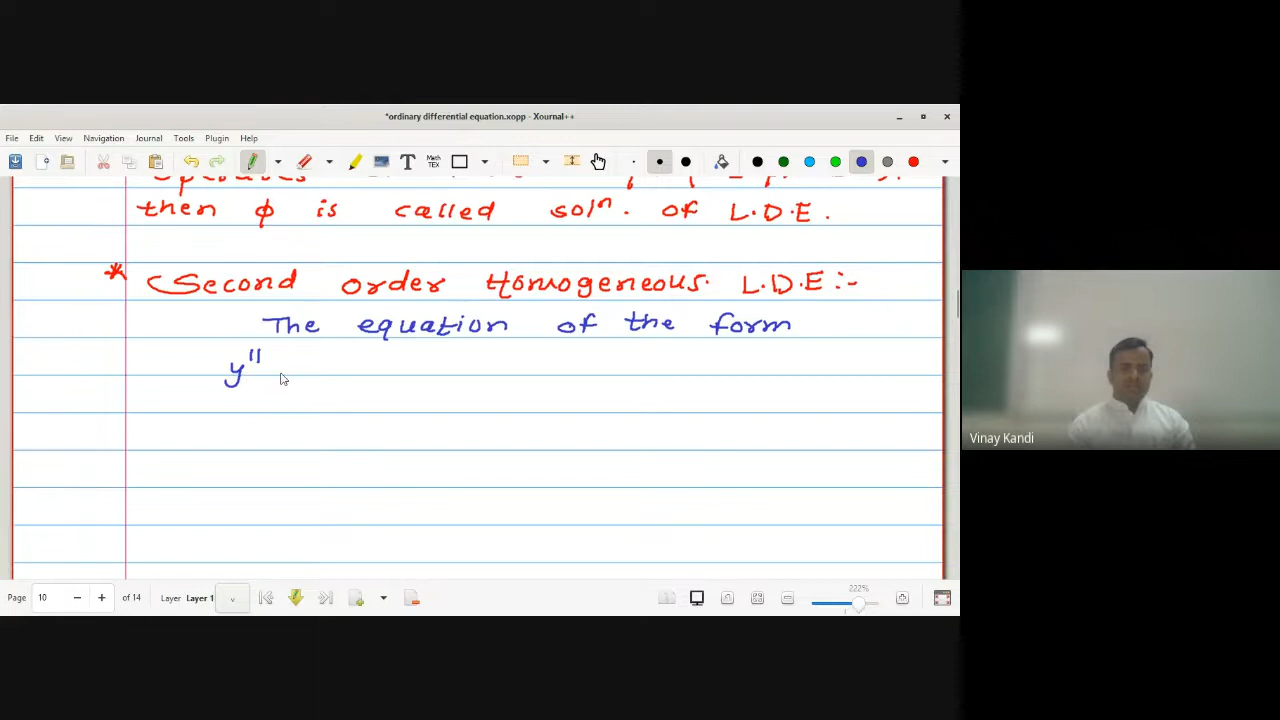 *ordinary differential equation.xopp - Xournal++
File Edit View Navigation Journal Tools Plugin Help
then ϕ is called solⁿ. of L.D.E.
* Second order Homogeneous. L.D.E :-
The equation of the form
y"
Vinay Kandi
Page 10 of 14 Layer Layer 1 222%